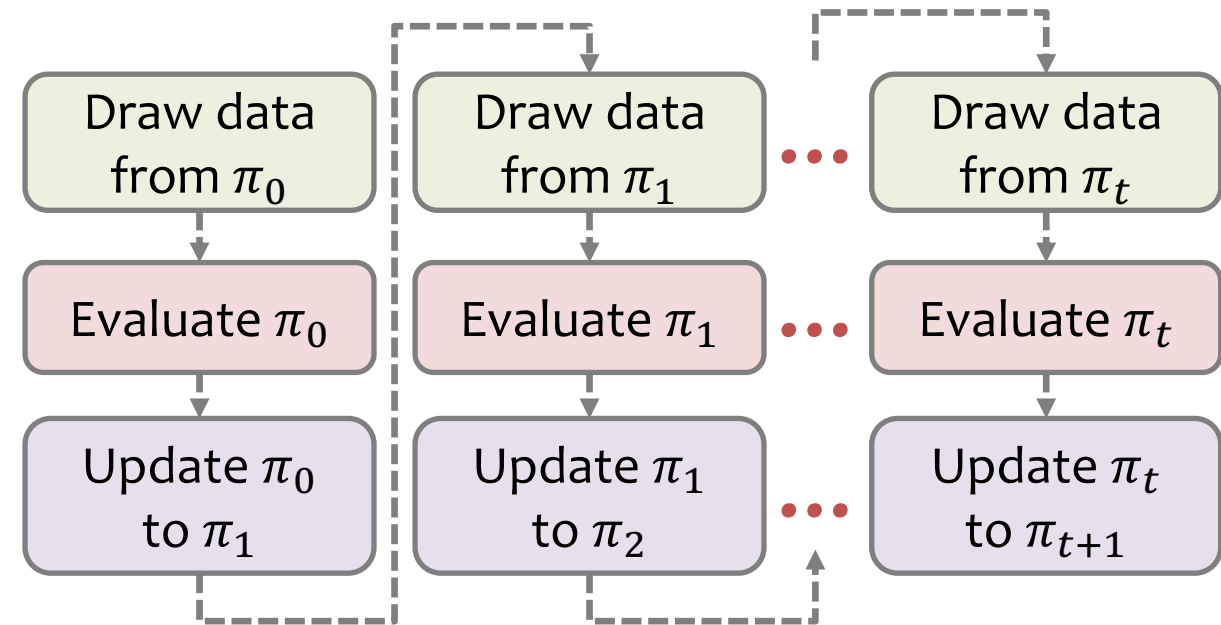 Draw data
from π₀
Evaluate π₀
Update π₀
to π₁
Draw data
from π₁
Evaluate π₁
Update π₁
to π₂
Draw data
from πₜ
Evaluate πₜ
Update πₜ
to πₜ₊₁